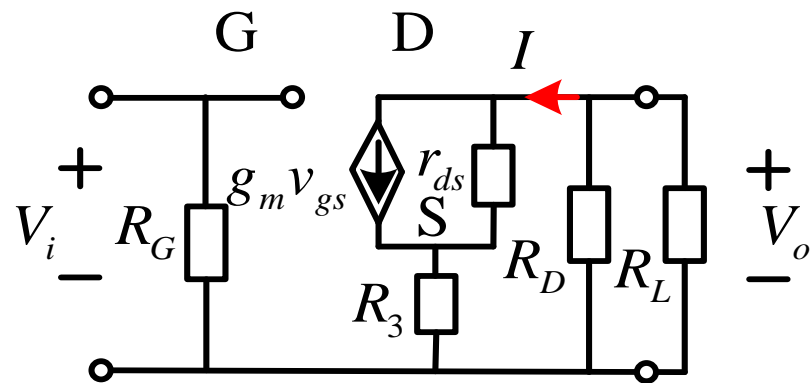 G D I
+ g_m v_gs r_ds +
S
V_i R_G R_D R_L V_o
− R_3 −